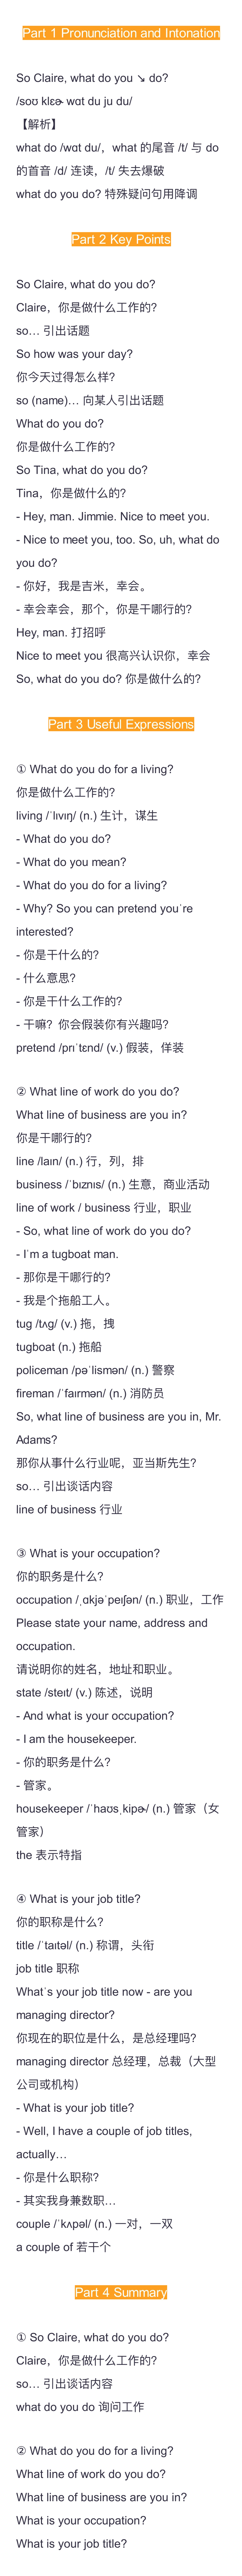 Part 1 Pronunciation and Intonation
So Claire, what do you ↘ do?
/soʊ klɛɚ wɑt du ju du/
【解析】
what do /wɑt du/，what 的尾音 /t/ 与 do
的首音 /d/ 连读，/t/ 失去爆破
what do you do? 特殊疑问句用降调
Part 2 Key Points
So Claire, what do you do?
Claire，你是做什么工作的？
so… 引出话题
So how was your day?
你今天过得怎么样？
so (name)… 向某人引出话题
What do you do?
你是做什么工作的？
So Tina, what do you do?
Tina，你是做什么的？
- Hey, man. Jimmie. Nice to meet you.
- Nice to meet you, too. So, uh, what do
you do?
- 你好，我是吉米，幸会。
- 幸会幸会，那个，你是干哪行的？
Hey, man. 打招呼
Nice to meet you 很高兴认识你，幸会
So, what do you do? 你是做什么的？
Part 3 Useful Expressions
① What do you do for a living?
你是做什么工作的？
living /ˈlɪvɪŋ/ (n.) 生计，谋生
- What do you do?
- What do you mean?
- What do you do for a living?
- Why? So you can pretend you're
interested?
- 你是干什么的？
- 什么意思？
- 你是干什么工作的？
- 干嘛？你会假装你有兴趣吗？
pretend /prɪˈtɛnd/ (v.) 假装，佯装
② What line of work do you do?
What line of business are you in?
你是干哪行的？
line /laɪn/ (n.) 行，列，排
business /ˈbɪznɪs/ (n.) 生意，商业活动
line of work / business 行业，职业
- So, what line of work do you do?
- I'm a tugboat man.
- 那你是干哪行的？
- 我是个拖船工人。
tug /tʌg/ (v.) 拖，拽
tugboat (n.) 拖船
policeman /pəˈlismən/ (n.) 警察
fireman /ˈfaɪrmən/ (n.) 消防员
So, what line of business are you in, Mr.
Adams?
那你从事什么行业呢，亚当斯先生？
so… 引出谈话内容
line of business 行业
③ What is your occupation?
你的职务是什么？
occupation /ˌɑkjəˈpeɪʃən/ (n.) 职业，工作
Please state your name, address and
occupation.
请说明你的姓名，地址和职业。
state /steɪt/ (v.) 陈述，说明
- And what is your occupation?
- I am the housekeeper.
- 你的职务是什么？
- 管家。
housekeeper /ˈhaʊsˌkipɚ/ (n.) 管家（女
管家）
the 表示特指
④ What is your job title?
你的职称是什么？
title /ˈtaɪtəl/ (n.) 称谓，头衔
job title 职称
What's your job title now - are you
managing director?
你现在的职位是什么，是总经理吗？
managing director 总经理，总裁（大型
公司或机构）
- What is your job title?
- Well, I have a couple of job titles,
actually…
- 你是什么职称？
- 其实我身兼数职…
couple /ˈkʌpəl/ (n.) 一对，一双
a couple of 若干个
Part 4 Summary
① So Claire, what do you do?
Claire，你是做什么工作的？
so… 引出谈话内容
what do you do 询问工作
② What do you do for a living?
What line of work do you do?
What line of business are you in?
What is your occupation?
What is your job title?